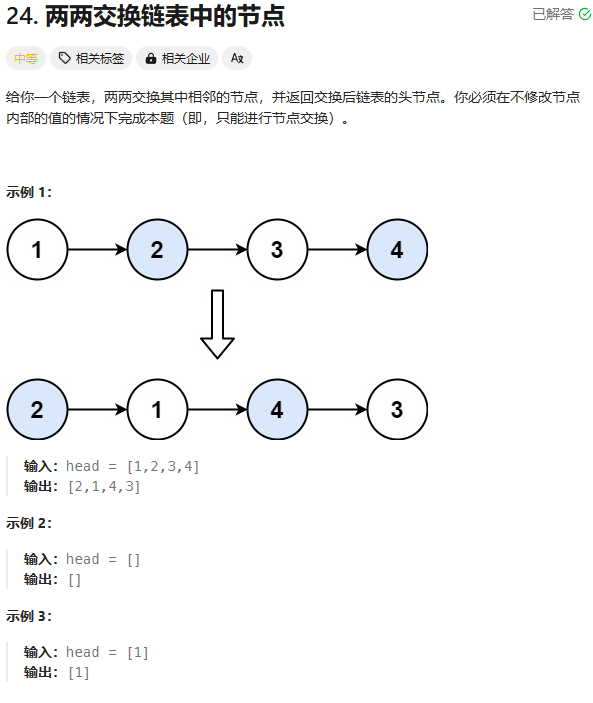 24. 两两交换链表中的节点
已解答
中等
相关标签
相关企业
Aあ
给你一个链表，两两交换其中相邻的节点，并返回交换后链表的头节点。你必须在不修改节点
内部的值的情况下完成本题（即，只能进行节点交换）。
示例 1：
1 2 3 4
2 1 4 3
输入：head = [1,2,3,4]
输出：[2,1,4,3]
示例 2：
输入：head = []
输出：[]
示例 3：
输入：head = [1]
输出：[1]